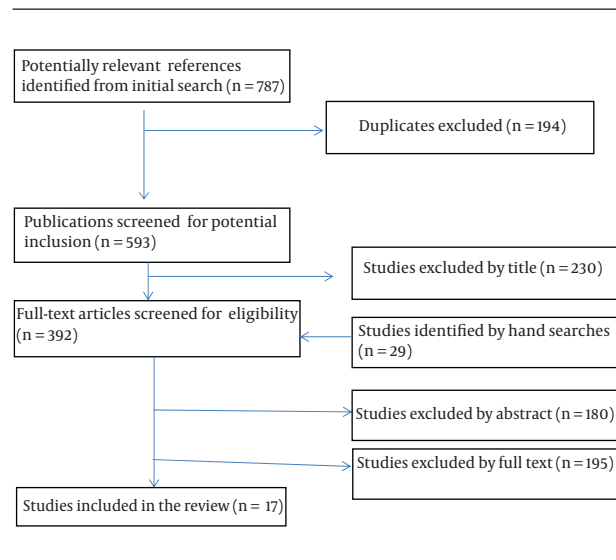 Potentially relevant references
identified from initial search (n = 787)
Duplicates excluded (n = 194)
Publications screened for potential
inclusion (n = 593)
Studies excluded by title (n = 230)
Full-text articles screened for eligibility
(n = 392)
Studies identified by hand searches
(n = 29)
Studies excluded by abstract (n = 180)
Studies excluded by full text (n = 195)
Studies included in the review (n = 17)